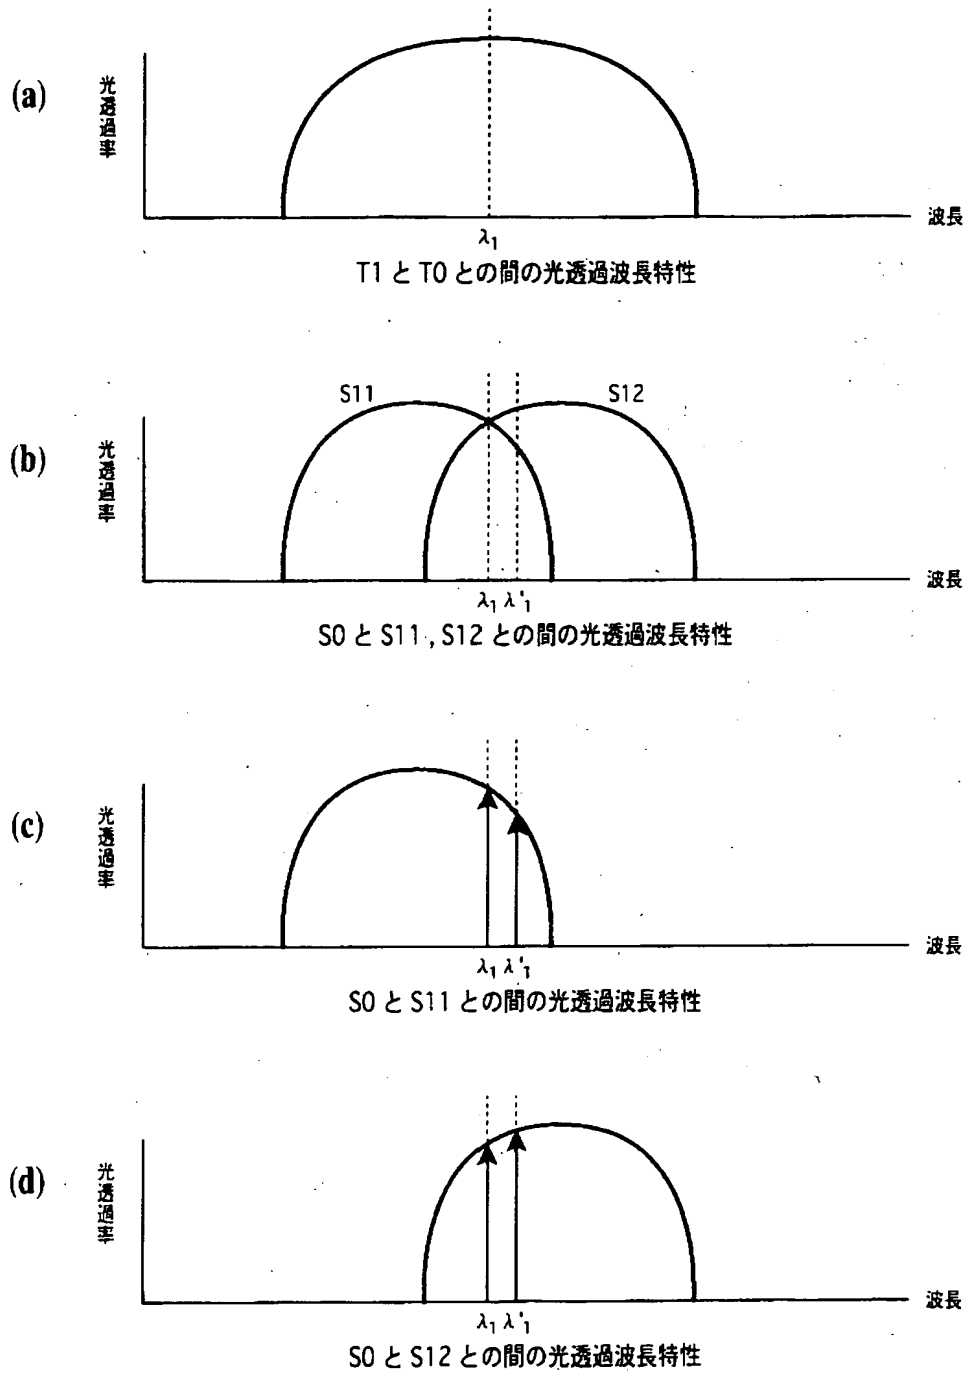 (a)
光透過率
波長
λ1
T1 と T0 との間の光透過波長特性
(b)
光透過率
S11
S12
波長
λ1 λ'1
S0 と S11 , S12 との間の光透過波長特性
(c)
光透過率
波長
λ1 λ'1
S0 と S11 との間の光透過波長特性
(d)
光透過率
波長
λ1 λ'1
S0 と S12 との間の光透過波長特性